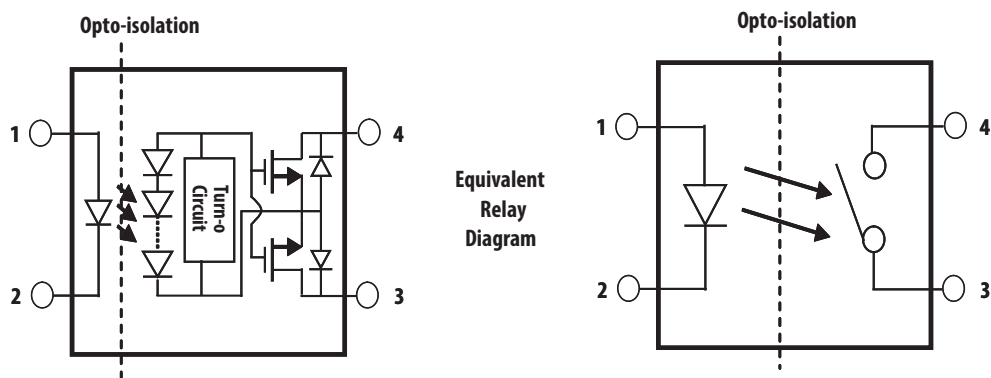 Opto-isolation
1
2
4
3
Turn-o
Circuit
Equivalent
Relay
Diagram
Opto-isolation
1
2
4
3